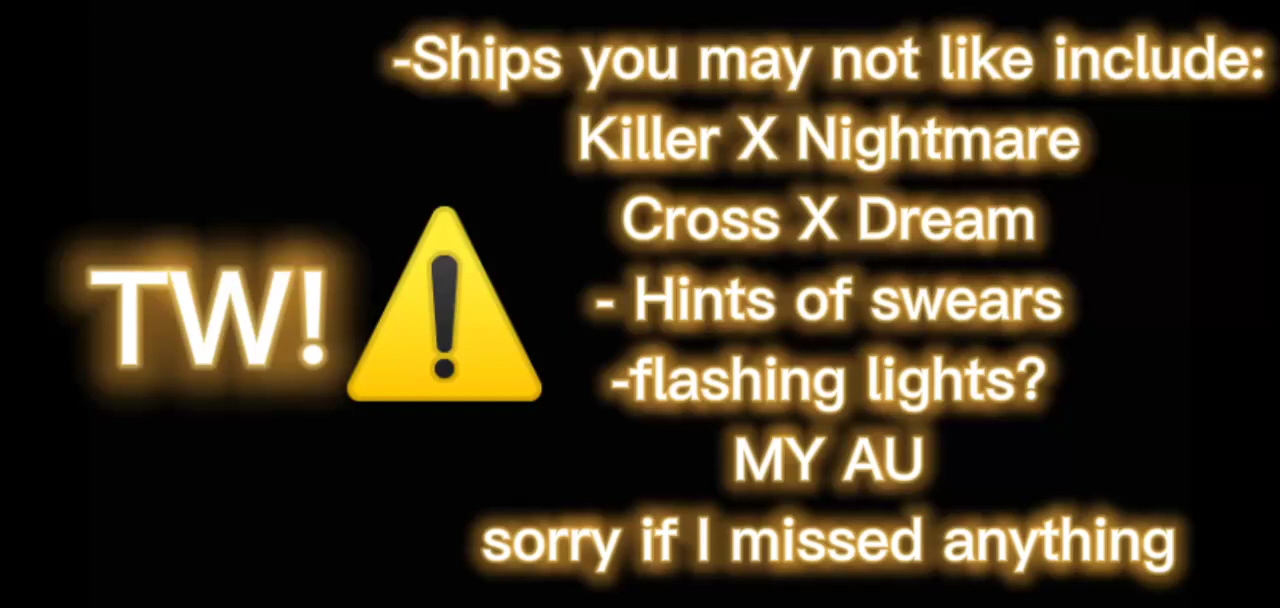 TW!
-Ships you may not like include:
Killer X Nightmare
Cross X Dream
- Hints of swears
-flashing lights?
MY AU
sorry if I missed anything